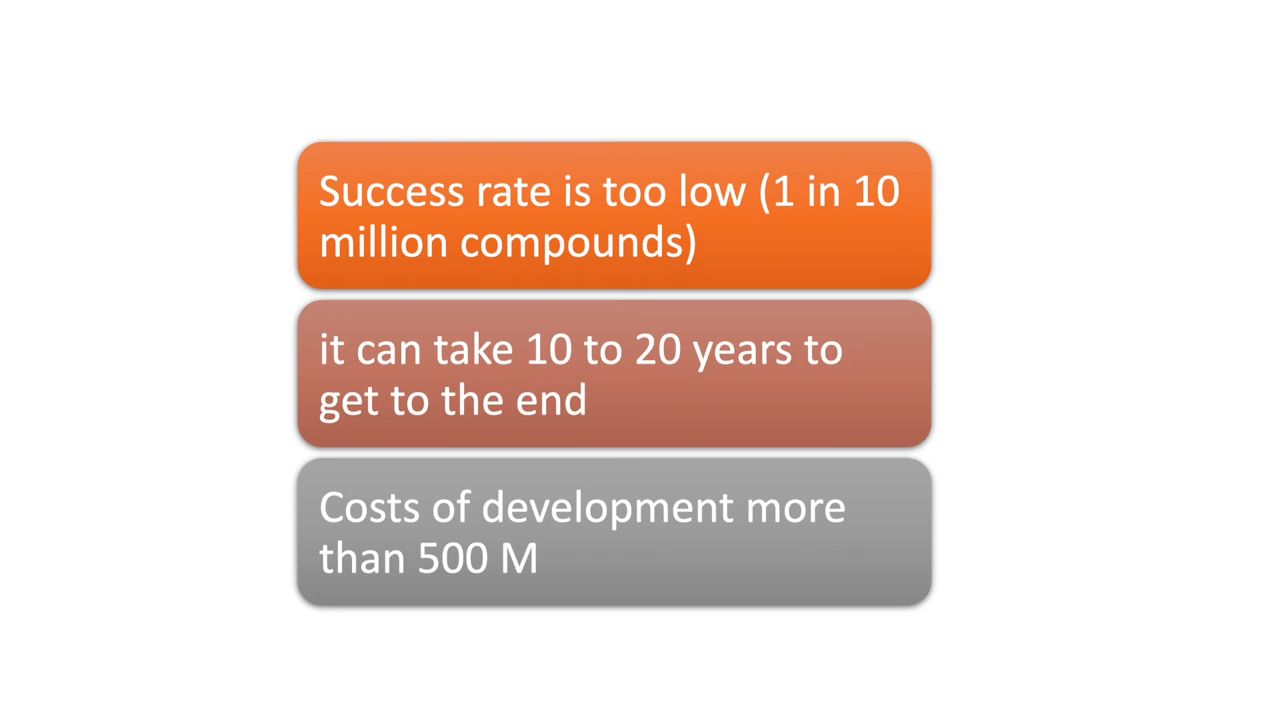 Success rate is too low (1 in 10
million compounds)
it can take 10 to 20 years to
get to the end
Costs of development more
than 500 M